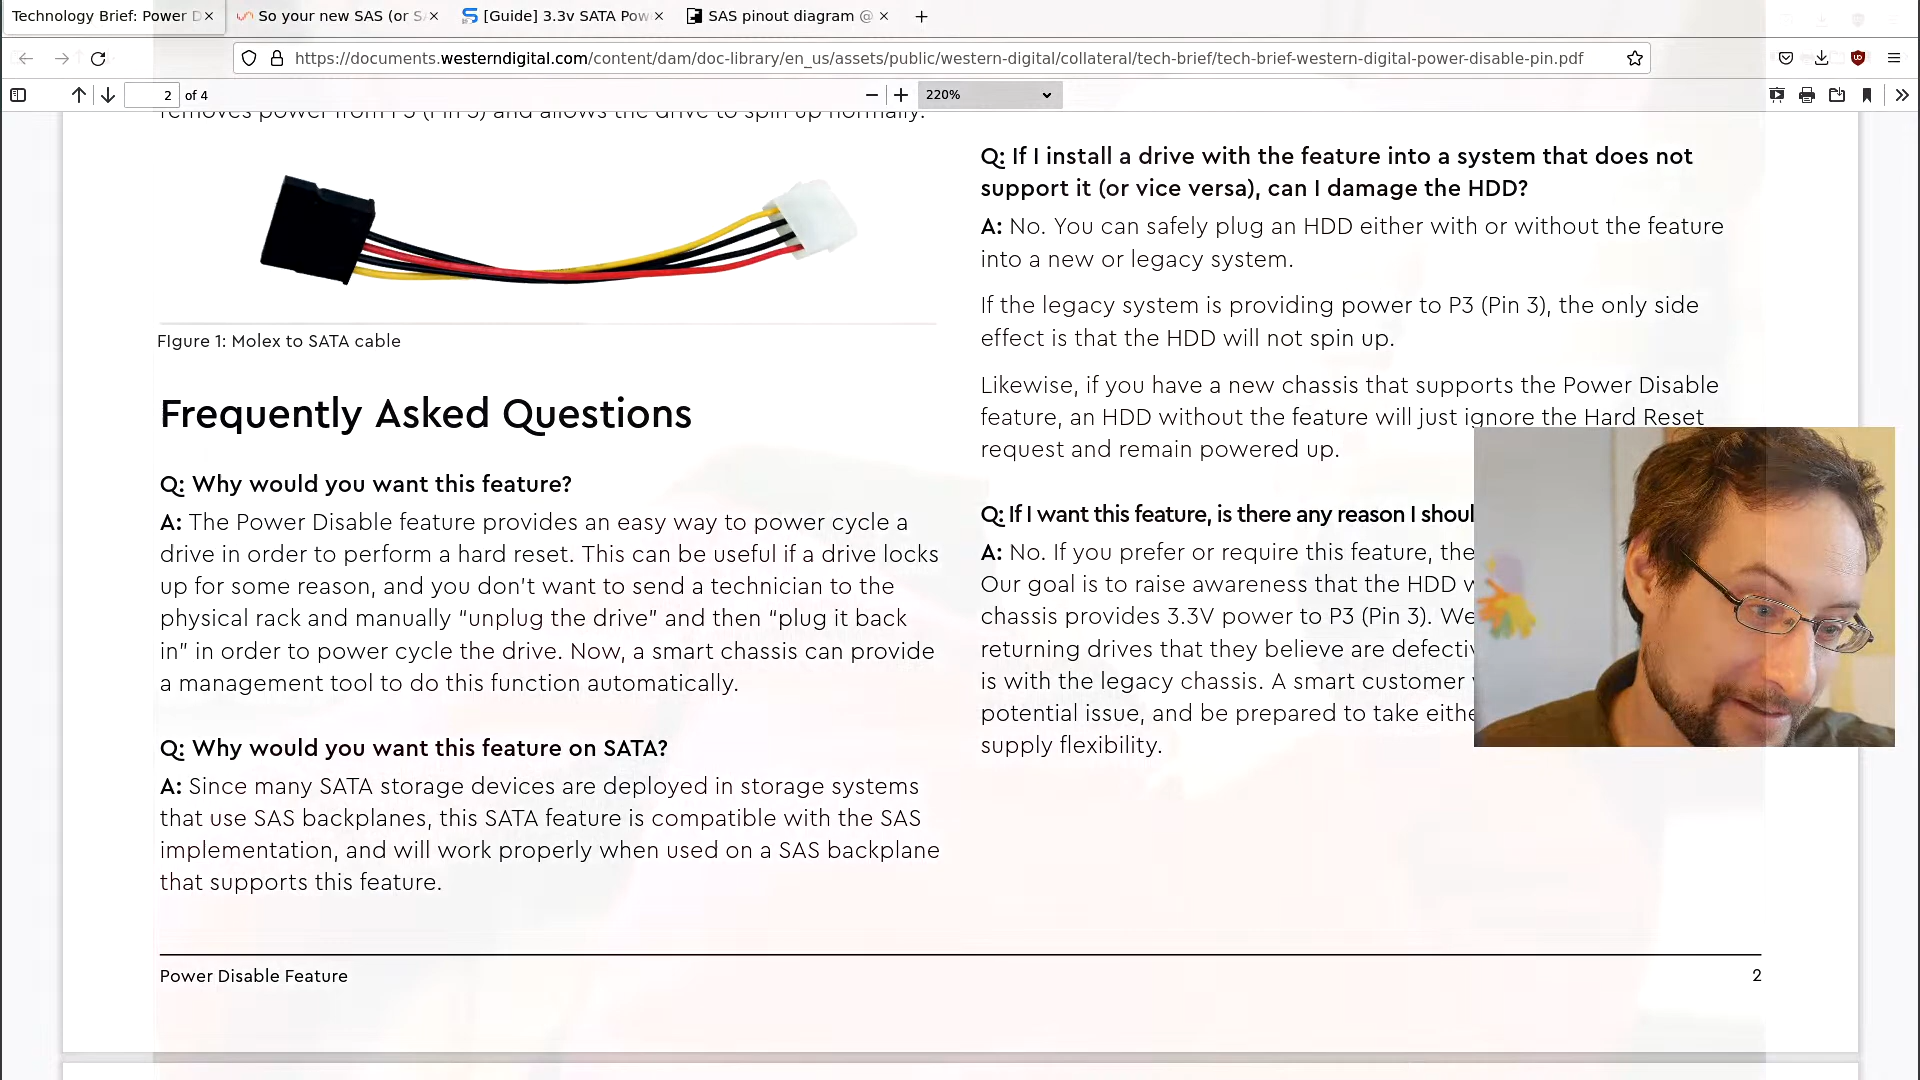 Technology Brief: Power D
So your new SAS (or S
[Guide] 3.3v SATA Pow
SAS pinout diagram @
https://documents.westerndigital.com/content/dam/doc-library/en_us/assets/public/western-digital/collateral/tech-brief/tech-brief-western-digital-power-disable-pin.pdf
2 of 4
220%
removes power from P3 (Pin 3) and allows the drive to spin up normally.
FIgure 1: Molex to SATA cable
Frequently Asked Questions
Q: Why would you want this feature?
A: The Power Disable feature provides an easy way to power cycle a
drive in order to perform a hard reset. This can be useful if a drive locks
up for some reason, and you don’t want to send a technician to the
physical rack and manually “unplug the drive” and then “plug it back
in” in order to power cycle the drive. Now, a smart chassis can provide
a management tool to do this function automatically.
Q: Why would you want this feature on SATA?
A: Since many SATA storage devices are deployed in storage systems
that use SAS backplanes, this SATA feature is compatible with the SAS
implementation, and will work properly when used on a SAS backplane
that supports this feature.
Q: If I install a drive with the feature into a system that does not
support it (or vice versa), can I damage the HDD?
A: No. You can safely plug an HDD either with or without the feature
into a new or legacy system.
If the legacy system is providing power to P3 (Pin 3), the only side
effect is that the HDD will not spin up.
Likewise, if you have a new chassis that supports the Power Disable
feature, an HDD without the feature will just ignore the Hard Reset
request and remain powered up.
Q: If I want this feature, is there any reason I shoul
A: No. If you prefer or require this feature, the
Our goal is to raise awareness that the HDD w
chassis provides 3.3V power to P3 (Pin 3). We
returning drives that they believe are defectiv
is with the legacy chassis. A smart customer
potential issue, and be prepared to take eithe
supply flexibility.
Power Disable Feature
2